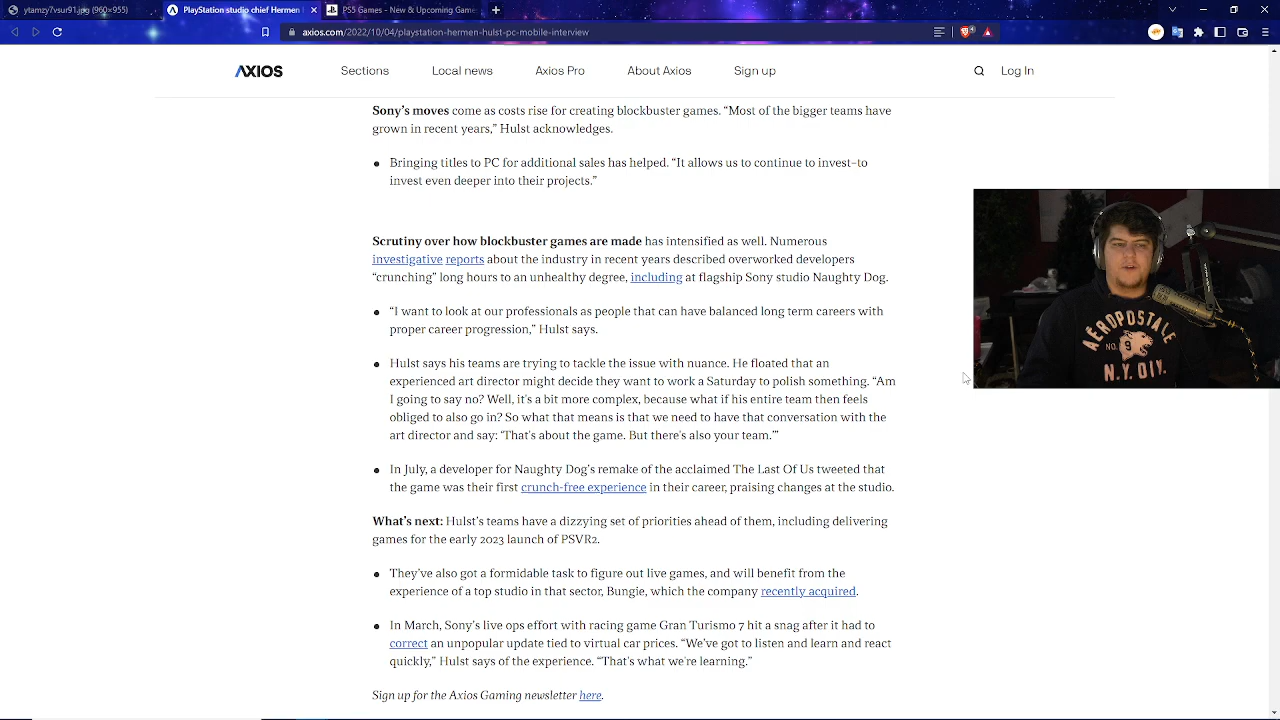 ytamzy7vsur91.jpg (960×955)
PlayStation studio chief Hermen
PS5 Games - New & Upcoming Game
axios.com/2022/10/04/playstation-hermen-hulst-pc-mobile-interview
AXIOS
Sections
Local news
Axios Pro
About Axios
Sign up
Log In
Sony’s moves come as costs rise for creating blockbuster games. “Most of the bigger teams have
grown in recent years,” Hulst acknowledges.
Bringing titles to PC for additional sales has helped. “It allows us to continue to invest–to
invest even deeper into their projects.”
Scrutiny over how blockbuster games are made has intensified as well. Numerous
investigative reports about the industry in recent years described overworked developers
“crunching” long hours to an unhealthy degree, including at flagship Sony studio Naughty Dog.
“I want to look at our professionals as people that can have balanced long term careers with
proper career progression,” Hulst says.
Hulst says his teams are trying to tackle the issue with nuance. He floated that an
experienced art director might decide they want to work a Saturday to polish something. “Am
I going to say no? Well, it's a bit more complex, because what if his entire team then feels
obliged to also go in? So what that means is that we need to have that conversation with the
art director and say: ‘That's about the game. But there's also your team.’”
In July, a developer for Naughty Dog’s remake of the acclaimed The Last Of Us tweeted that
the game was their first crunch-free experience in their career, praising changes at the studio.
What’s next: Hulst’s teams have a dizzying set of priorities ahead of them, including delivering
games for the early 2023 launch of PSVR2.
They’ve also got a formidable task to figure out live games, and will benefit from the
experience of a top studio in that sector, Bungie, which the company recently acquired.
In March, Sony’s live ops effort with racing game Gran Turismo 7 hit a snag after it had to
correct an unpopular update tied to virtual car prices. “We’ve got to listen and learn and react
quickly,” Hulst says of the experience. “That’s what we’re learning.”
Sign up for the Axios Gaming newsletter here.
AÉROPOSTALE
NO. 9
N.Y. DIV.